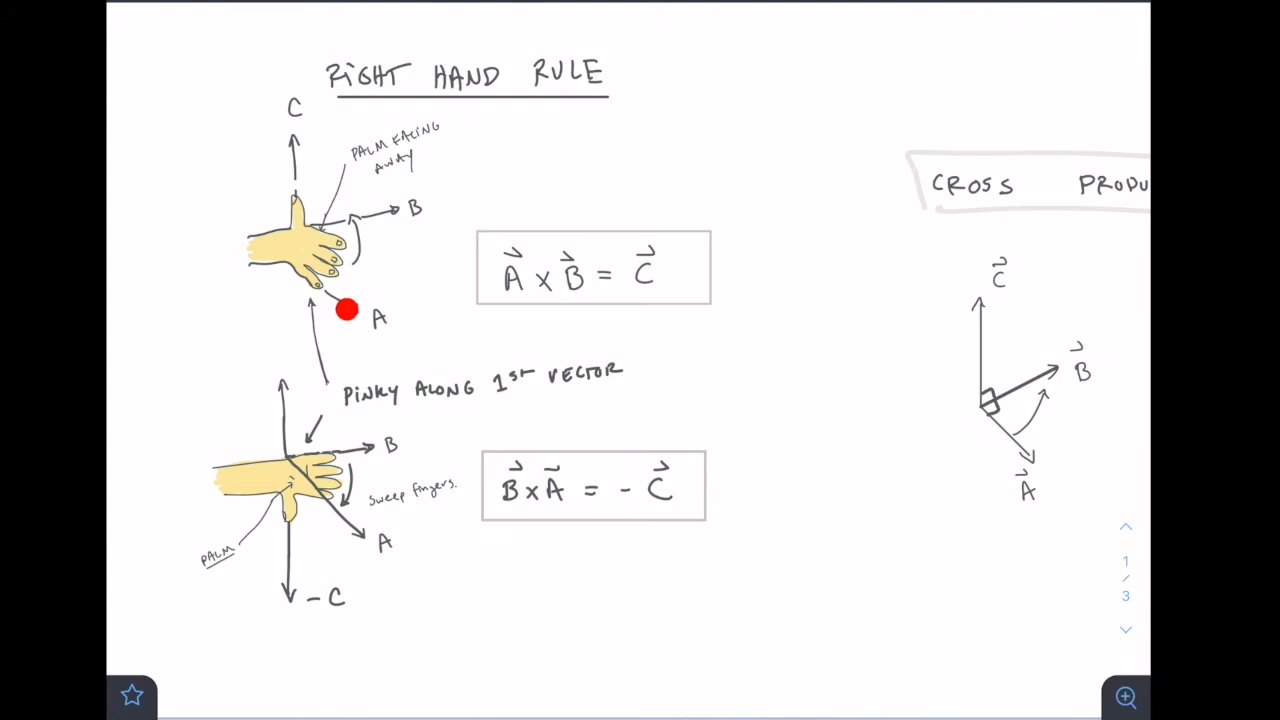 RIGHT HAND RULE
C
PALM FACING
AWAY
B
A
A x B = C
PINKY ALONG 1st VECTOR
B
sweep fingers.
B x A = - C
A
PALM
- C
CROSS PRODU
C
B
A
1
/
3